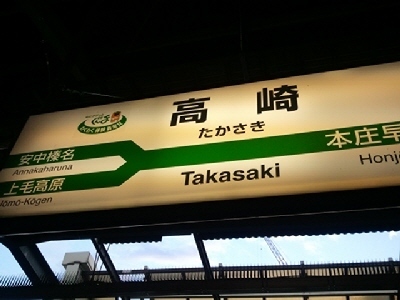 高崎
たかさき
Takasaki
安中榛名
Annakaharuna
上毛高原
Jōmō-Kōgen
本庄早
Honj